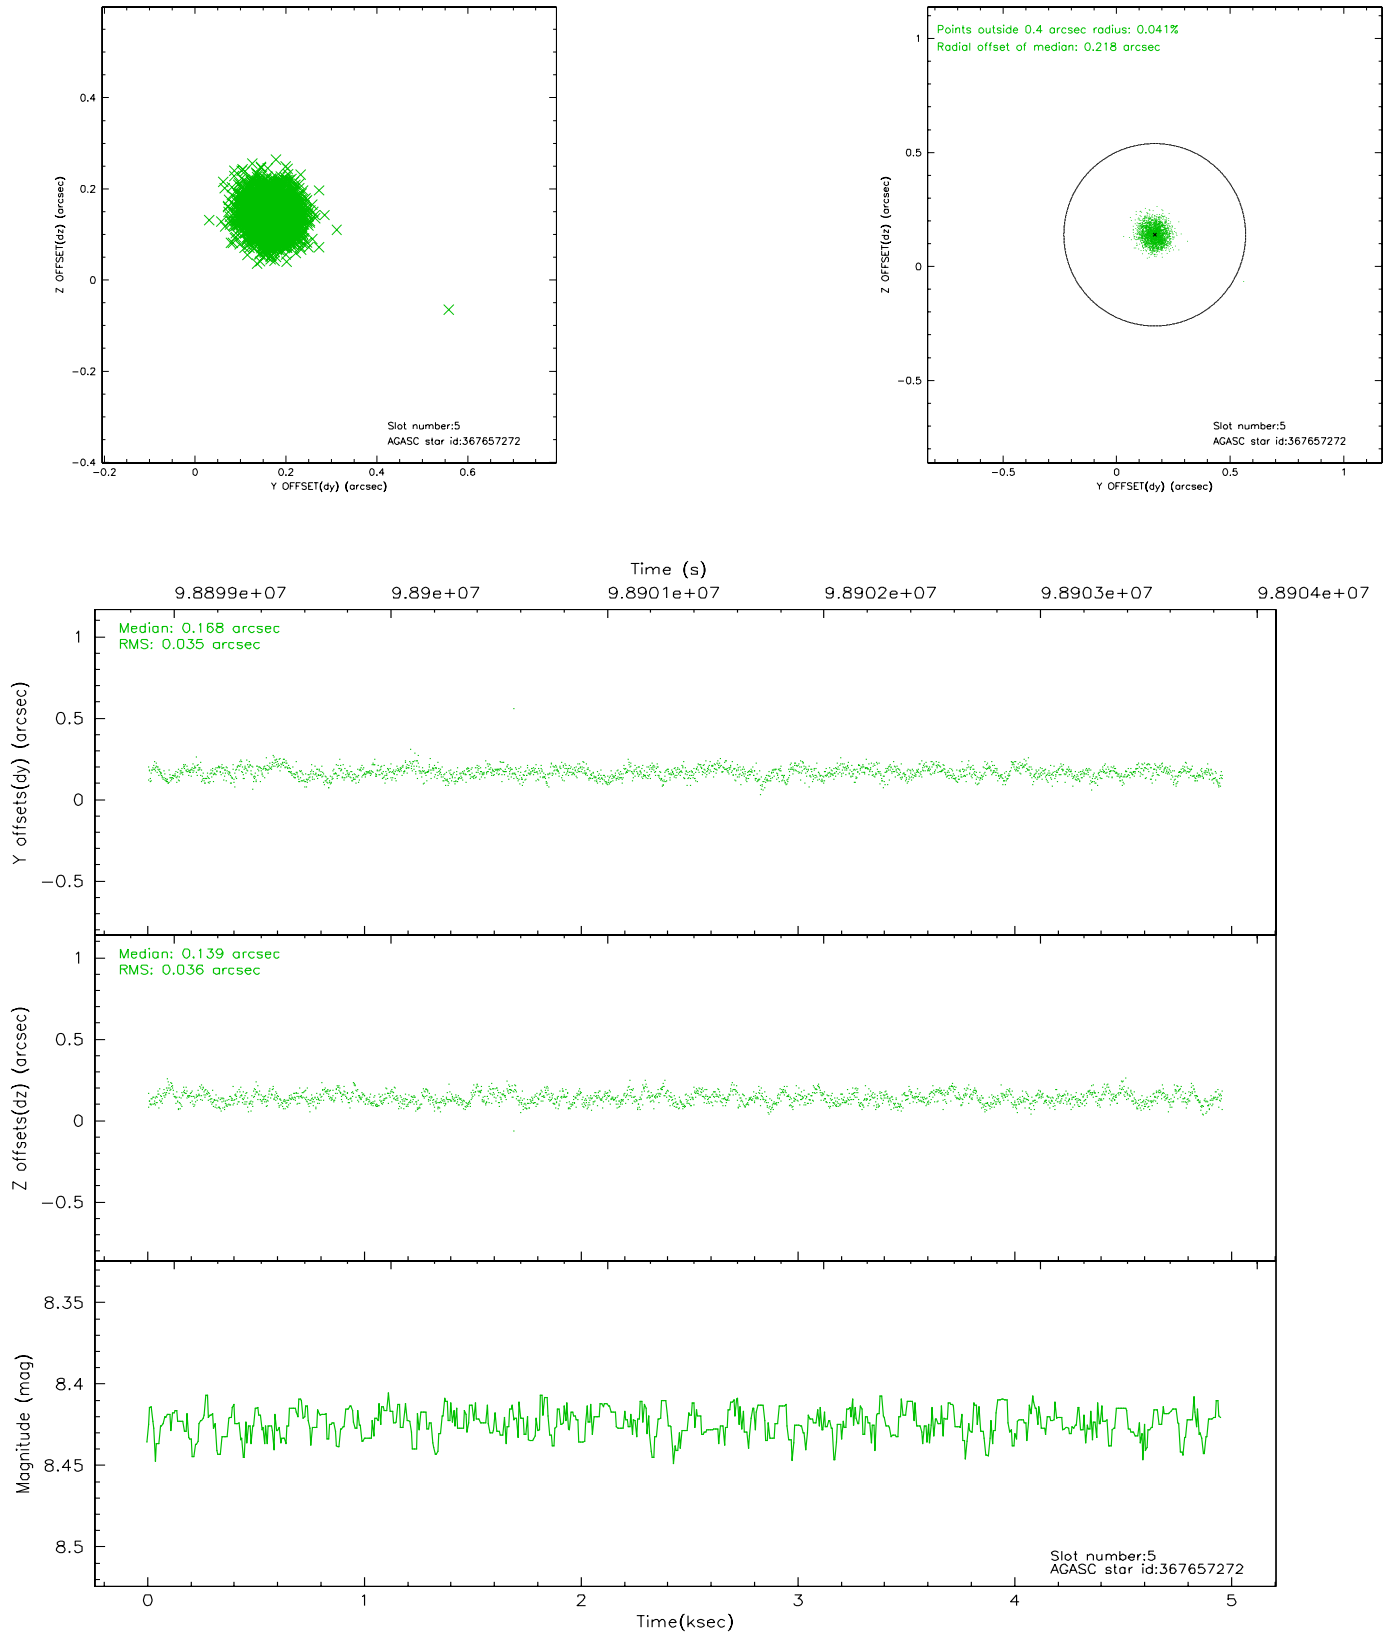 0.4
0.2
0
-0.2
-0.4
Z OFFSET(dz) (arcsec)
Slot number:5
AGASC star id:367657272
-0.2 0 0.2 0.4 0.6
Y OFFSET(dy) (arcsec)
Points outside 0.4 arcsec radius: 0.041%
Radial offset of median: 0.218 arcsec
1
0.5
0
-0.5
Z OFFSET(dz) (arcsec)
Slot number:5
AGASC star id:367657272
-0.5 0 0.5 1
Y OFFSET(dy) (arcsec)
Time (s)
9.8899e+07 9.89e+07 9.8901e+07 9.8902e+07 9.8903e+07 9.8904e+07
Median: 0.168 arcsec
RMS: 0.035 arcsec
1
0.5
0
-0.5
Y offsets(dy) (arcsec)
Median: 0.139 arcsec
RMS: 0.036 arcsec
1
0.5
0
-0.5
Z offsets(dz) (arcsec)
8.35
8.4
8.45
8.5
Magnitude (mag)
Slot number:5
AGASC star id:367657272
0 1 2 3 4 5
Time(ksec)